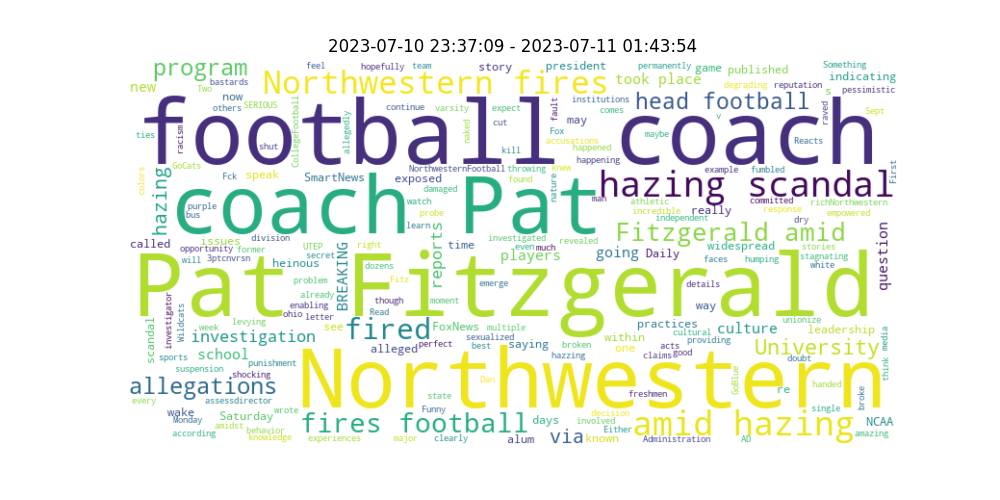 2023-07-10 23:37:09 - 2023-07-11 01:43:54
feel hopefully team story president permanently Something
program Northwestern fires took place game published indicating
bastards degrading reputation pessimistic
new Two now others SERIOUS continue varsity expect institutions may head football s Sept
football coach
ties racism shut CollegeFootball allegedly naked cut kill fault comes Fox maybe accusations v raved Reacts
happened happening
GoCats Fck speak SmartNews NorthwesternFootball exposed throwing found knew example fumbled First
colors hazing coach Pat nature man hazing scandal
damaged watch probe learn athletic incredible really committed response richNorthwestern empowered
purple bus independent dry
Fitzgerald amid
called issues division UTEP right reports time investigated even much revealed going Daily widespread stories stagnating question
opportunity former secret players faces humping white
will 3ptcnvrsn heinous BREAKING dozens
Pat Fitzgerald
problem already Fitz emerge details
enabling though moment way
ohio letter Read unionize
investigator Wildcats week levying see fired FoxNews multiple practices cultural culture leadership
scandal investigation alleged perfect sexualized best saying broken within one providing University media
sports school hazzing claims acts good doubt think
suspension punishment
shocking Northwestern
allegations Dan freshmen GoBlue re handed broke
every assessdirector state single
wake Saturday wrote Funny decision
Monday fires football days involved amid hazing NCAA
according amidst behavior knowledge experiences major clearly alum via Either known Administration AD amazing